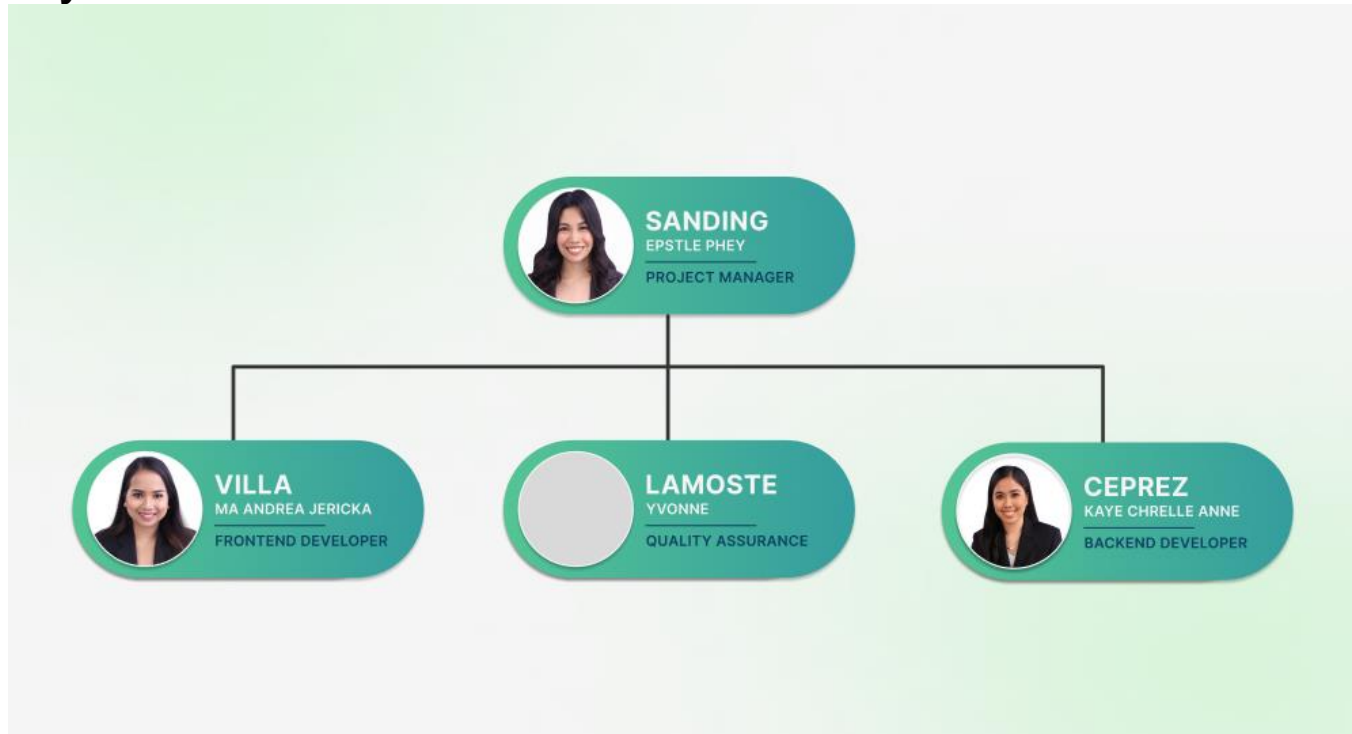 SANDING
EPSTLE PHEY
PROJECT MANAGER
VILLA
MA ANDREA JERICKA
FRONTEND DEVELOPER
LAMOSTE
YVONNE
QUALITY ASSURANCE
CEPREZ
KAYE CHRELLE ANNE
BACKEND DEVELOPER